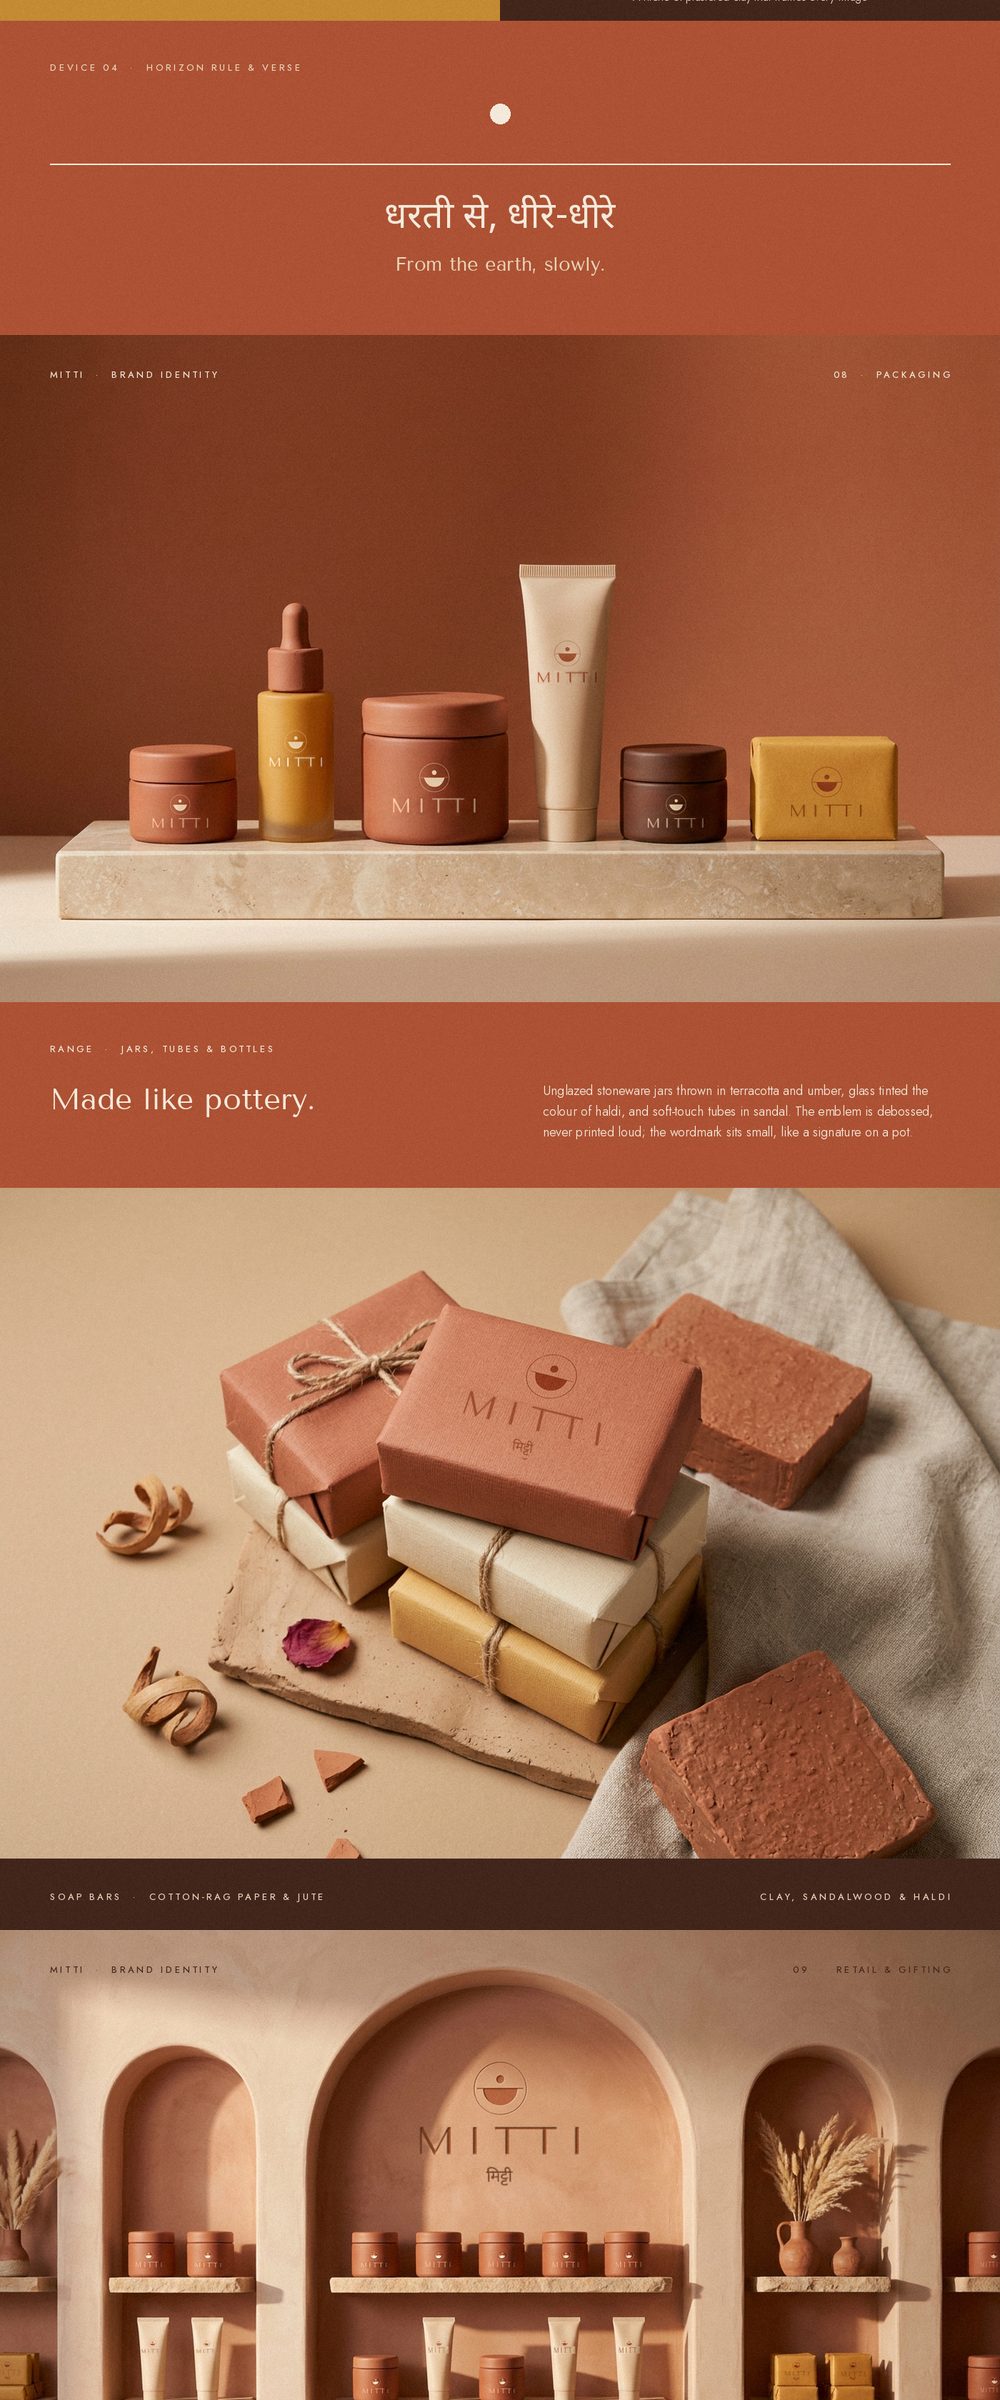 DEVICE 04 · HORIZON RULE & VERSE
धरती से, धीरे-धीरे
From the earth, slowly.
MITTI · BRAND IDENTITY
08 · PACKAGING
MITTI
MITTI
MITTI
MITTI
MITTI
MITTI
RANGE · JARS, TUBES & BOTTLES
Made like pottery.
Unglazed stoneware jars thrown in terracotta and umber, glass tinted the
colour of haldi, and soft-touch tubes in sandal. The emblem is debossed,
never printed loud; the wordmark sits small, like a signature on a pot.
MITTI
मिट्टी
SOAP BARS · COTTON-RAG PAPER & JUTE
CLAY, SANDALWOOD & HALDI
MITTI · BRAND IDENTITY
09 · RETAIL & GIFTING
MITTI
मिट्टी